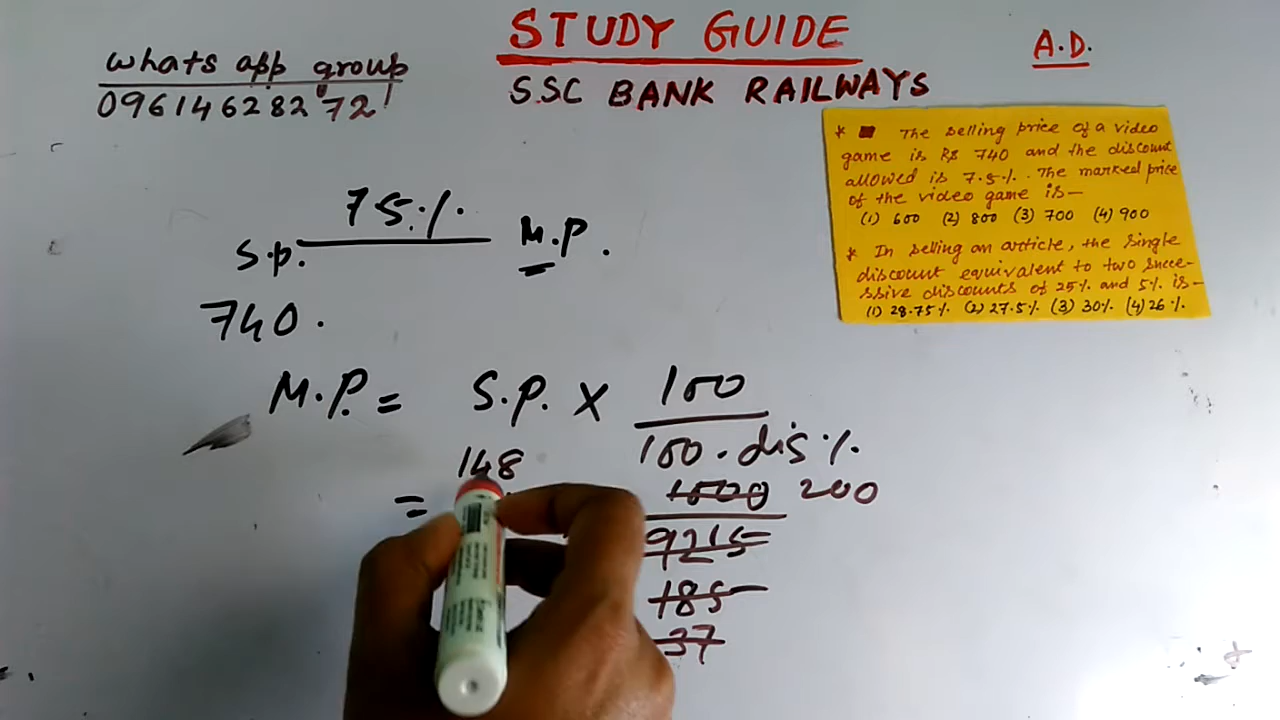 STUDY GUIDE
SSC BANK RAILWAYS
A.D.
whats app group
09614628272
* The selling price of a video
game is R$ 740 and the discount
allowed is 7.5%. The marked price
of the video game is—
(1) 600 (2) 800 (3) 700 (4) 900
* In selling an article, the single
discount equivalent to two succe-
ssive discounts of 25% and 5% is—
(1) 28.75% (2) 27.5% (3) 30% (4) 26%.
75%.
S.P. M.P.
740.
M.P. = S.P. X 100
100. dis%.
148
= 1000 200
9215
185
37